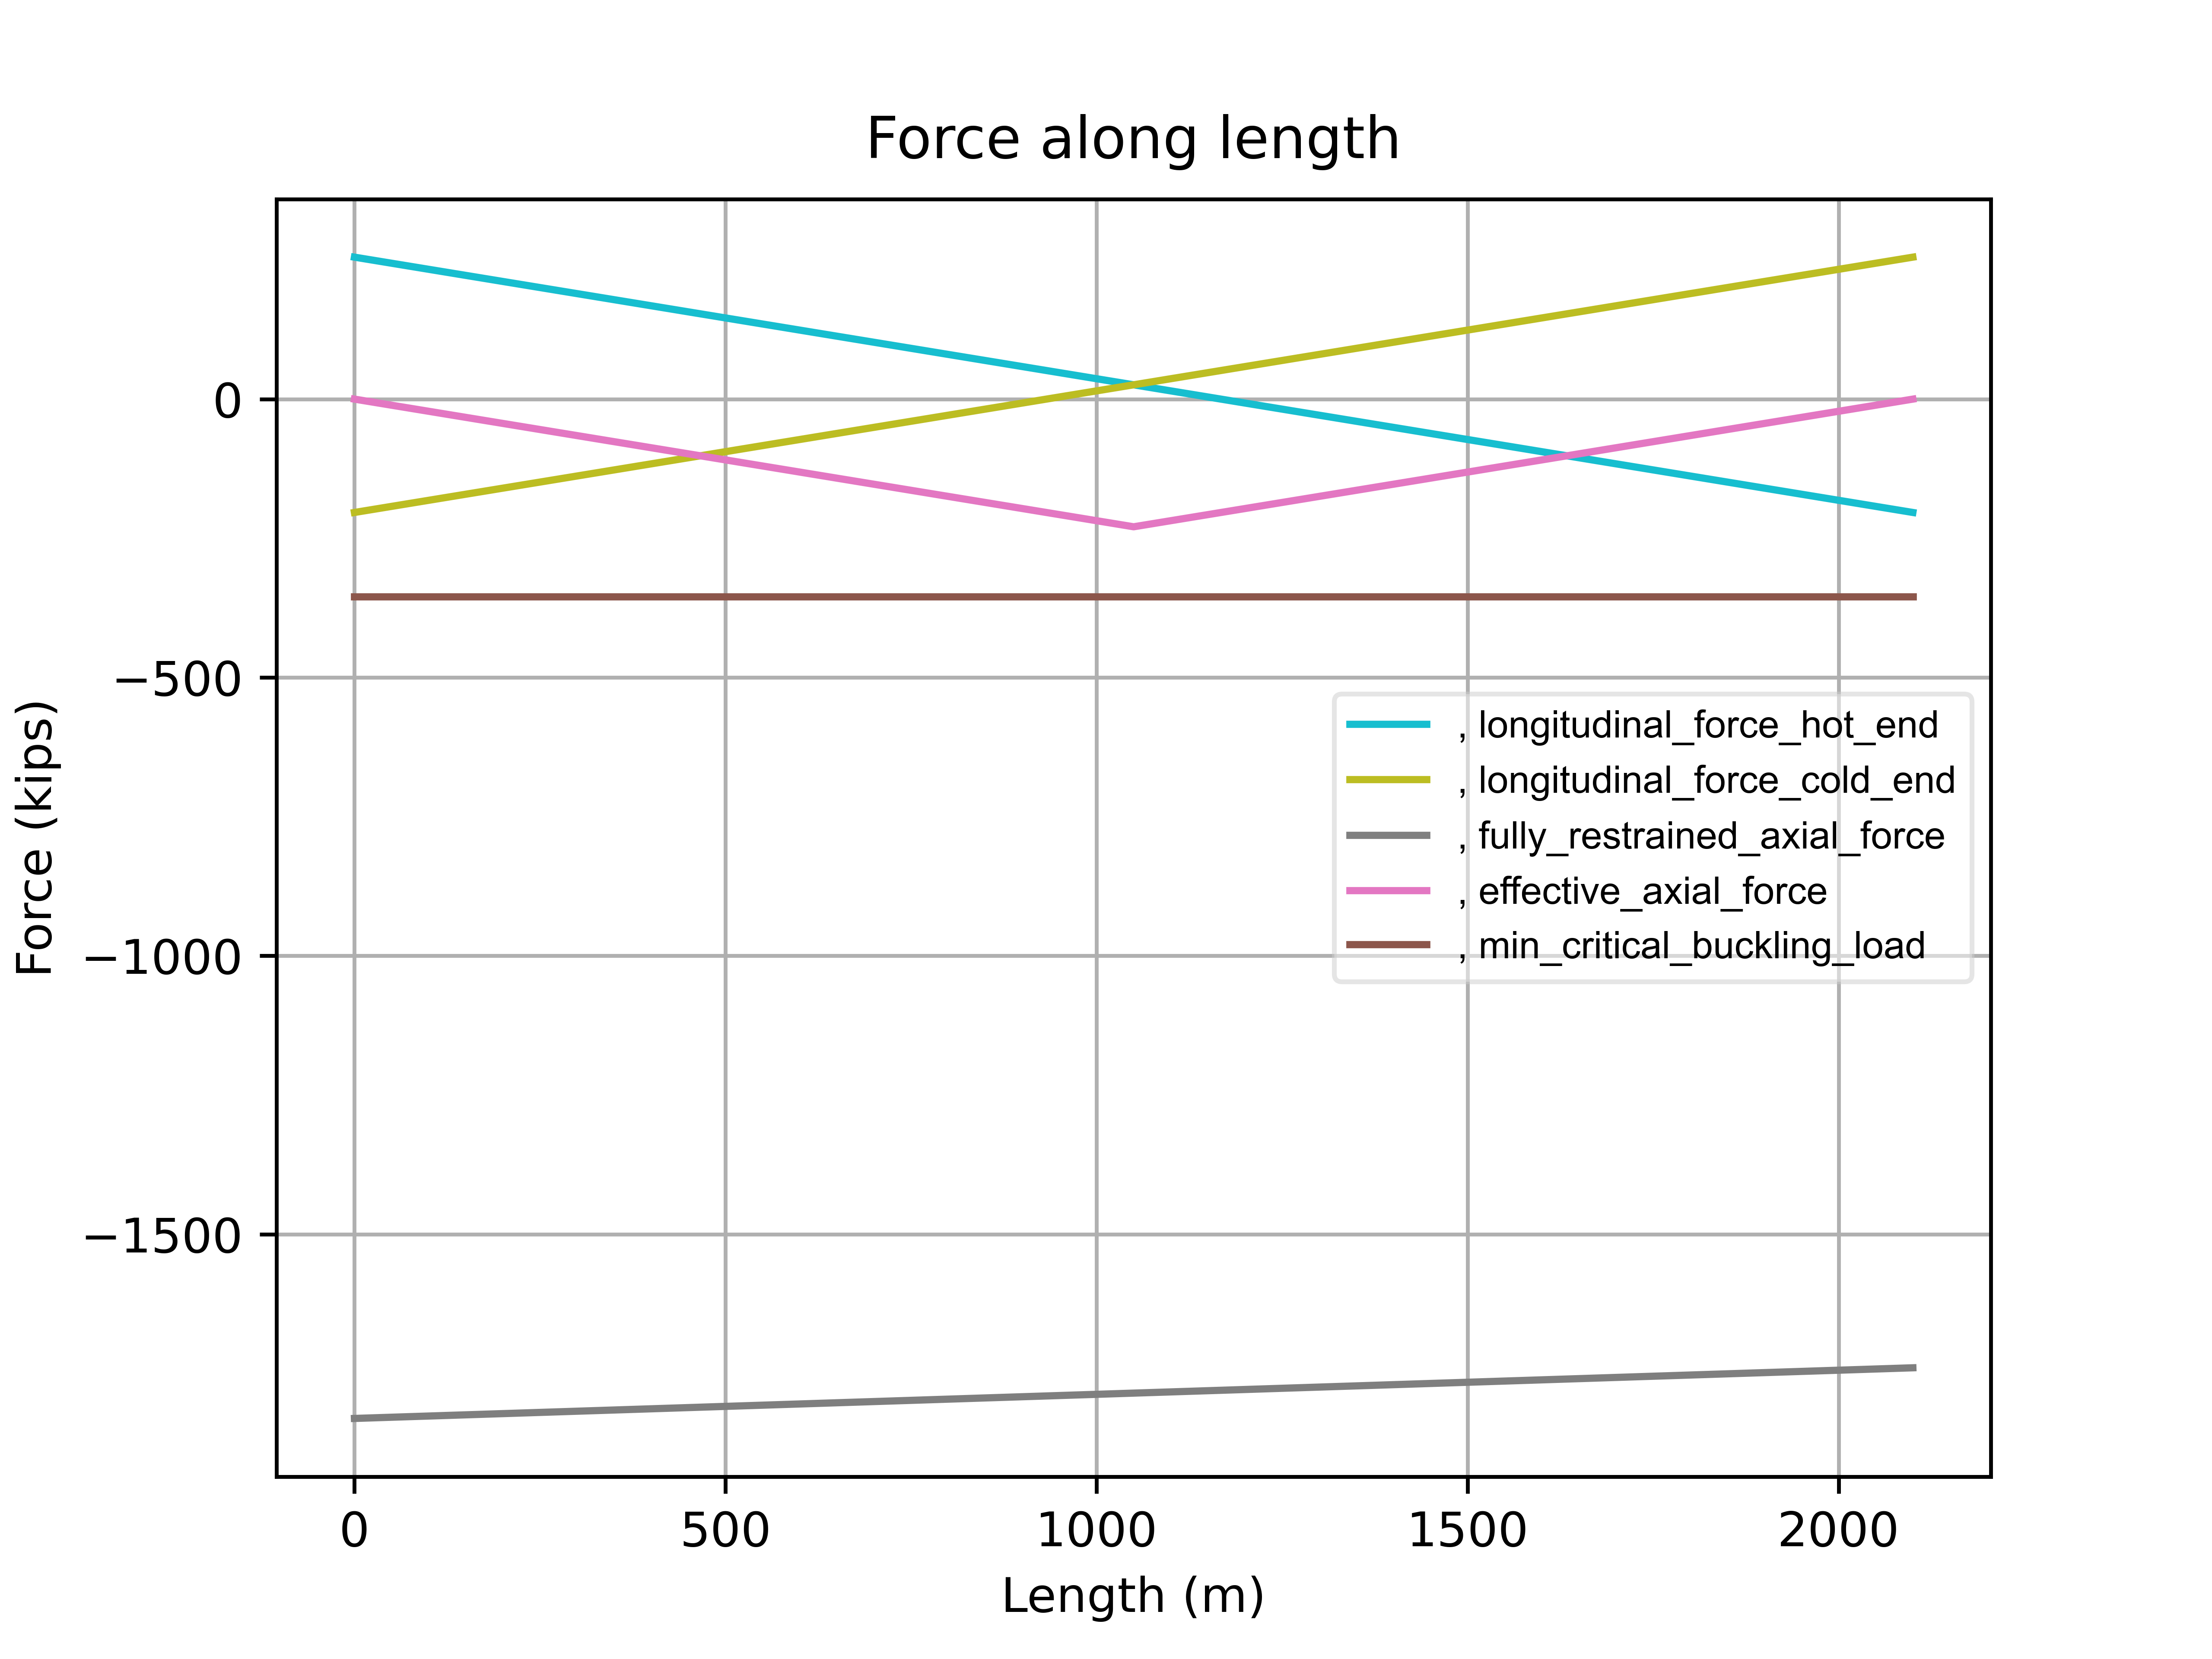 Force along length
0
−500
−1000
−1500
Force (kips)
, longitudinal_force_hot_end
, longitudinal_force_cold_end
, fully_restrained_axial_force
, effective_axial_force
, min_critical_buckling_load
0 500 1000 1500 2000
Length (m)